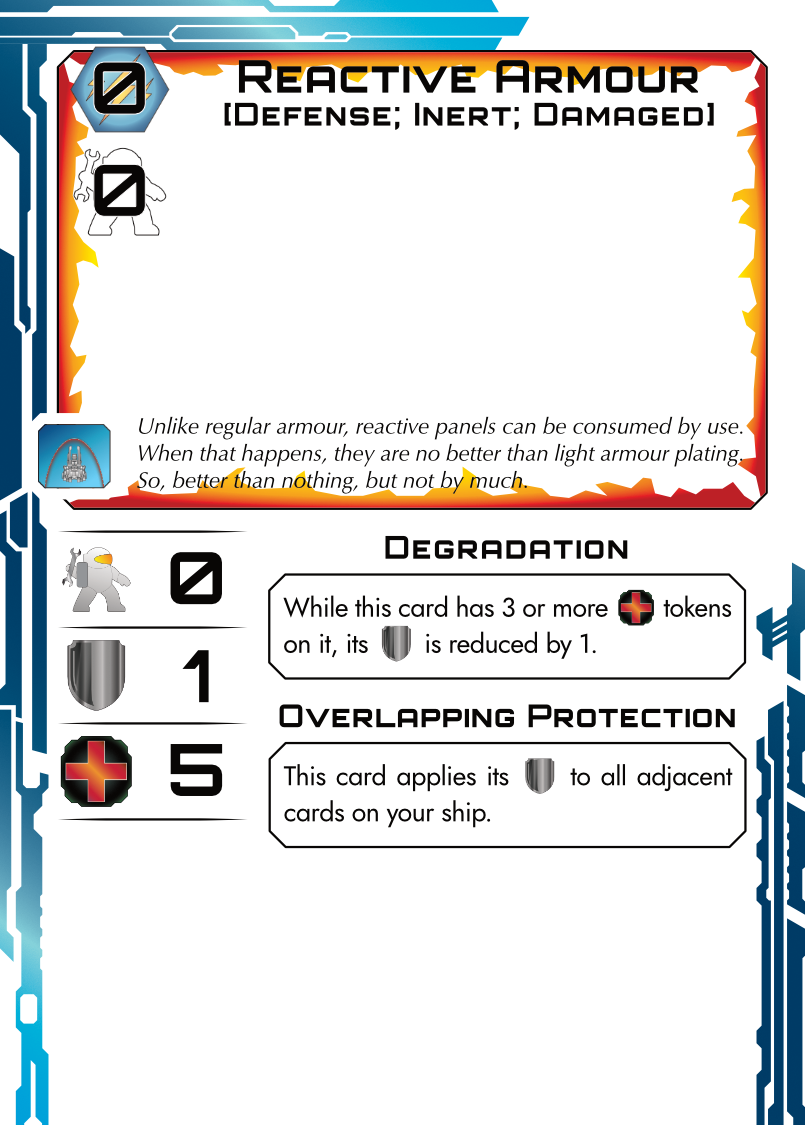 0
Reactive Armour
[Defense; Inert; Damaged]
0
Unlike regular armour, reactive panels can be consumed by use.
When that happens, they are no better than light armour plating.
So, better than nothing, but not by much.
0
1
5
Degradation
While this card has 3 or more tokens
on it, its is reduced by 1.
Overlapping Protection
This card applies its to all adjacent
cards on your ship.